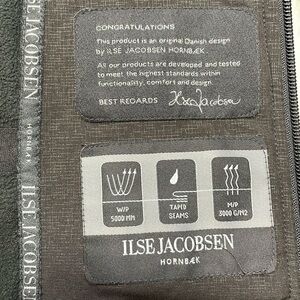 CONGRATULATIONS
This product is an original Danish design
by ILSE JACOBSEN HORNBÆK
All our products are developed and tested
to meet the highest standards within
functionality, comfort and design.
BEST REGARDS Ilse Jacobsen
W/P
5000 MM
TAPED
SEAMS
M/P
3000 G/M2
ILSE JACOBSEN
HORNBÆK
ILSE JACOBSEN
HORNBÆK
ILSE JACOBSEN